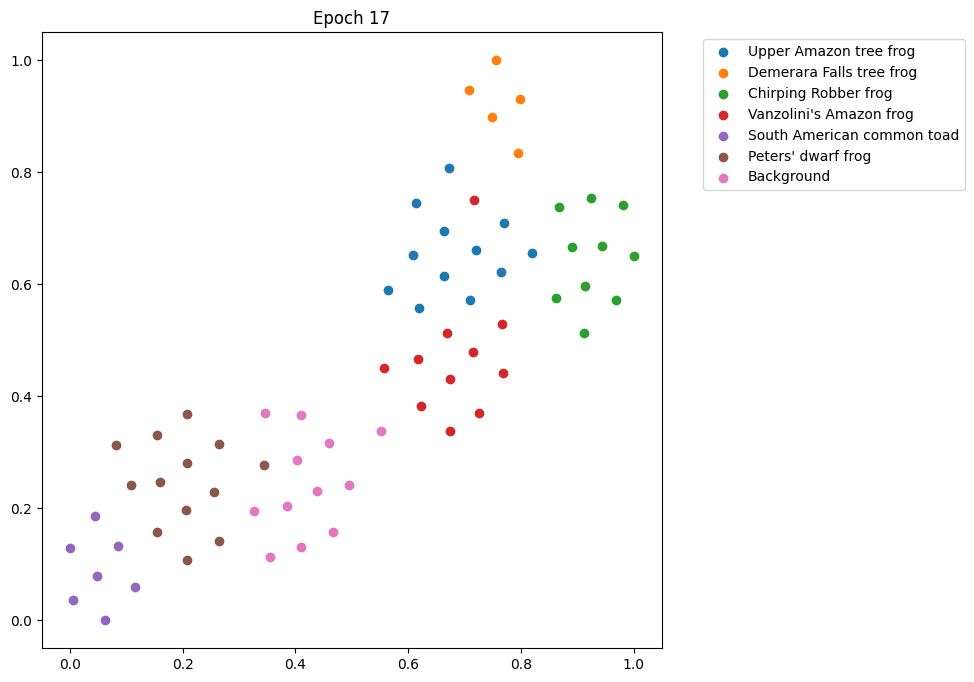 Epoch 17
1.0
0.8
0.6
0.4
0.2
0.0
0.0 0.2 0.4 0.6 0.8 1.0
Upper Amazon tree frog
Demerara Falls tree frog
Chirping Robber frog
Vanzolini's Amazon frog
South American common toad
Peters' dwarf frog
Background